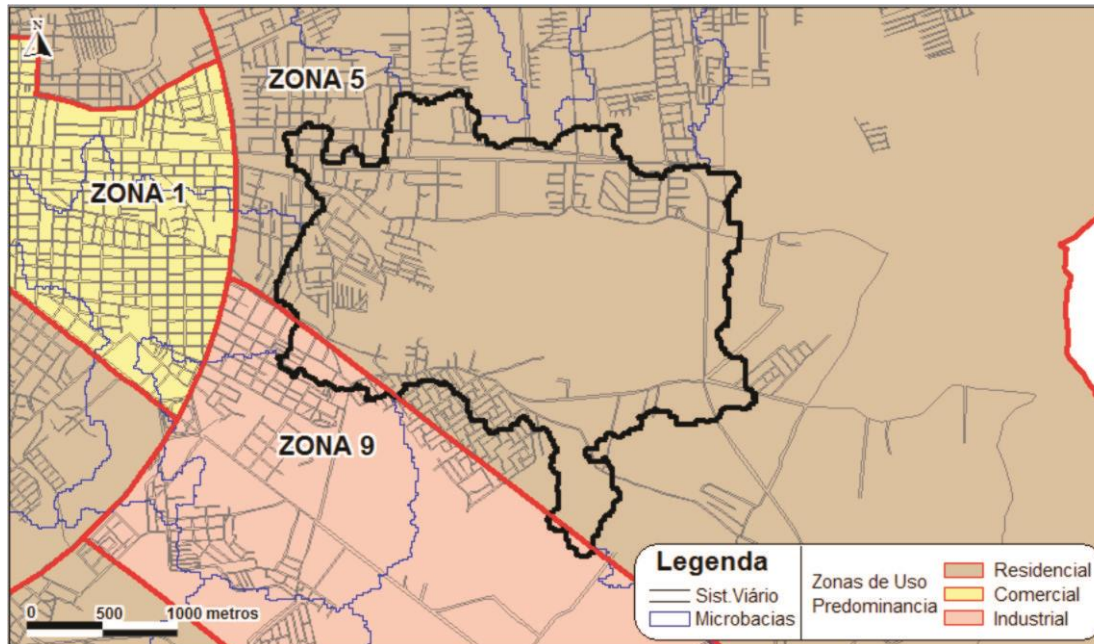 N
ZONA 5
ZONA 1
ZONA 9
0 500 1000 metros
Legenda
Sist.Viário
Microbacias
Zonas de Uso
Predominancia
Residencial
Comercial
Industrial